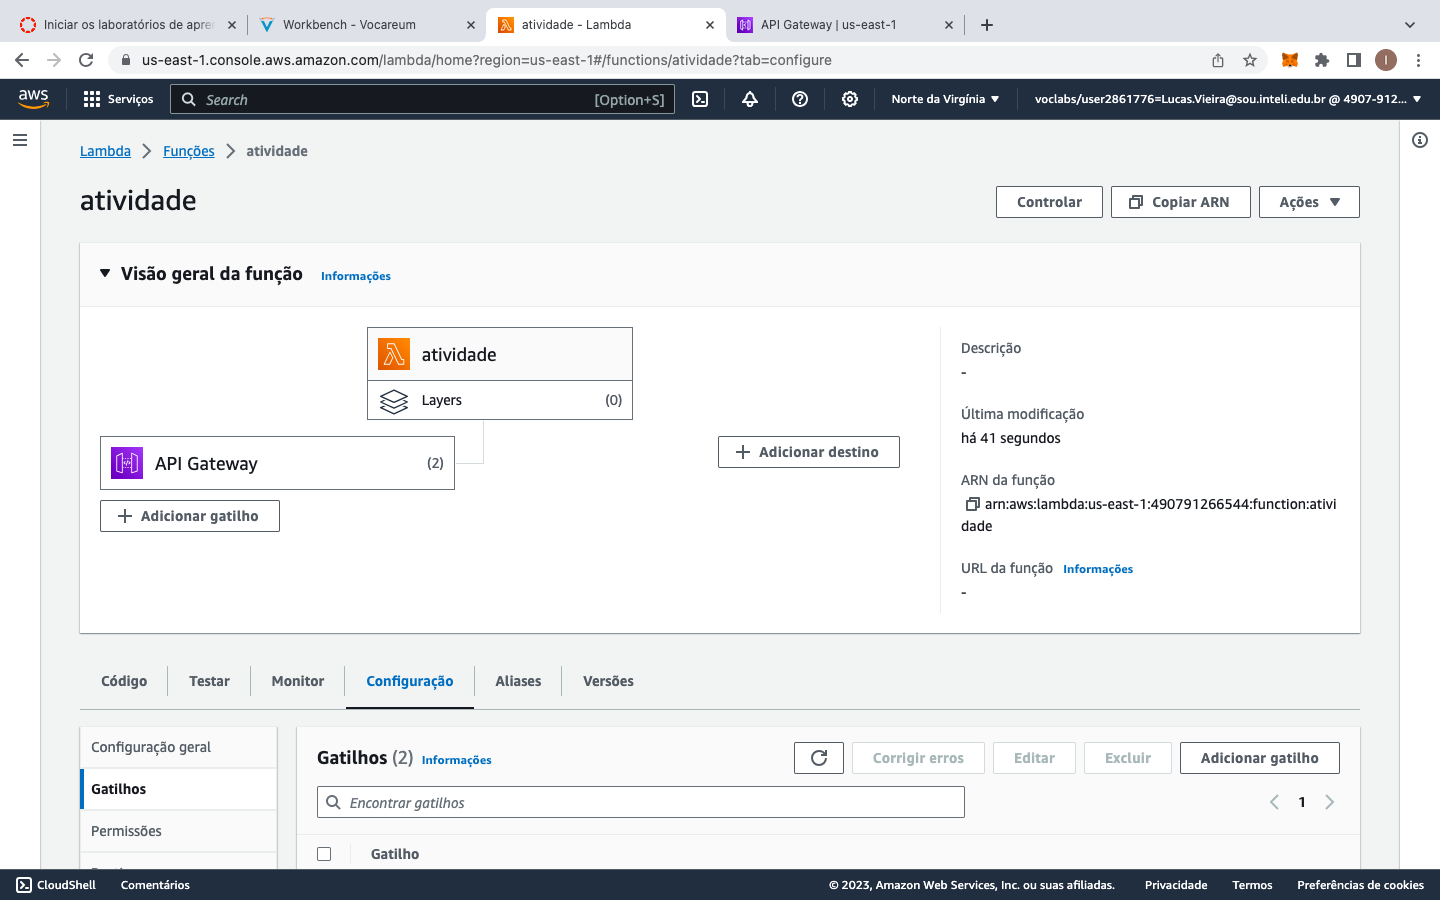 Iniciar os laboratórios de apre
Workbench - Vocareum
atividade - Lambda
API Gateway | us-east-1
us-east-1.console.aws.amazon.com/lambda/home?region=us-east-1#/functions/atividade?tab=configure
I
aws
Serviços
Search
[Option+S]
Norte da Virgínia
voclabs/user2861776=Lucas.Vieira@sou.inteli.edu.br @ 4907-912...
Lambda
Funções
atividade
atividade
Controlar
Copiar ARN
Ações
Visão geral da função
Informações
atividade
Layers
(0)
API Gateway
(2)
Adicionar gatilho
Adicionar destino
Descrição
-
Última modificação
há 41 segundos
ARN da função
arn:aws:lambda:us-east-1:490791266544:function:ativi
dade
URL da função
Informações
-
Código
Testar
Monitor
Configuração
Aliases
Versões
Configuração geral
Gatilhos
Permissões
Gatilhos (2)
Informações
Corrigir erros
Editar
Excluir
Adicionar gatilho
Encontrar gatilhos
1
Gatilho
CloudShell
Comentários
© 2023, Amazon Web Services, Inc. ou suas afiliadas.
Privacidade
Termos
Preferências de cookies